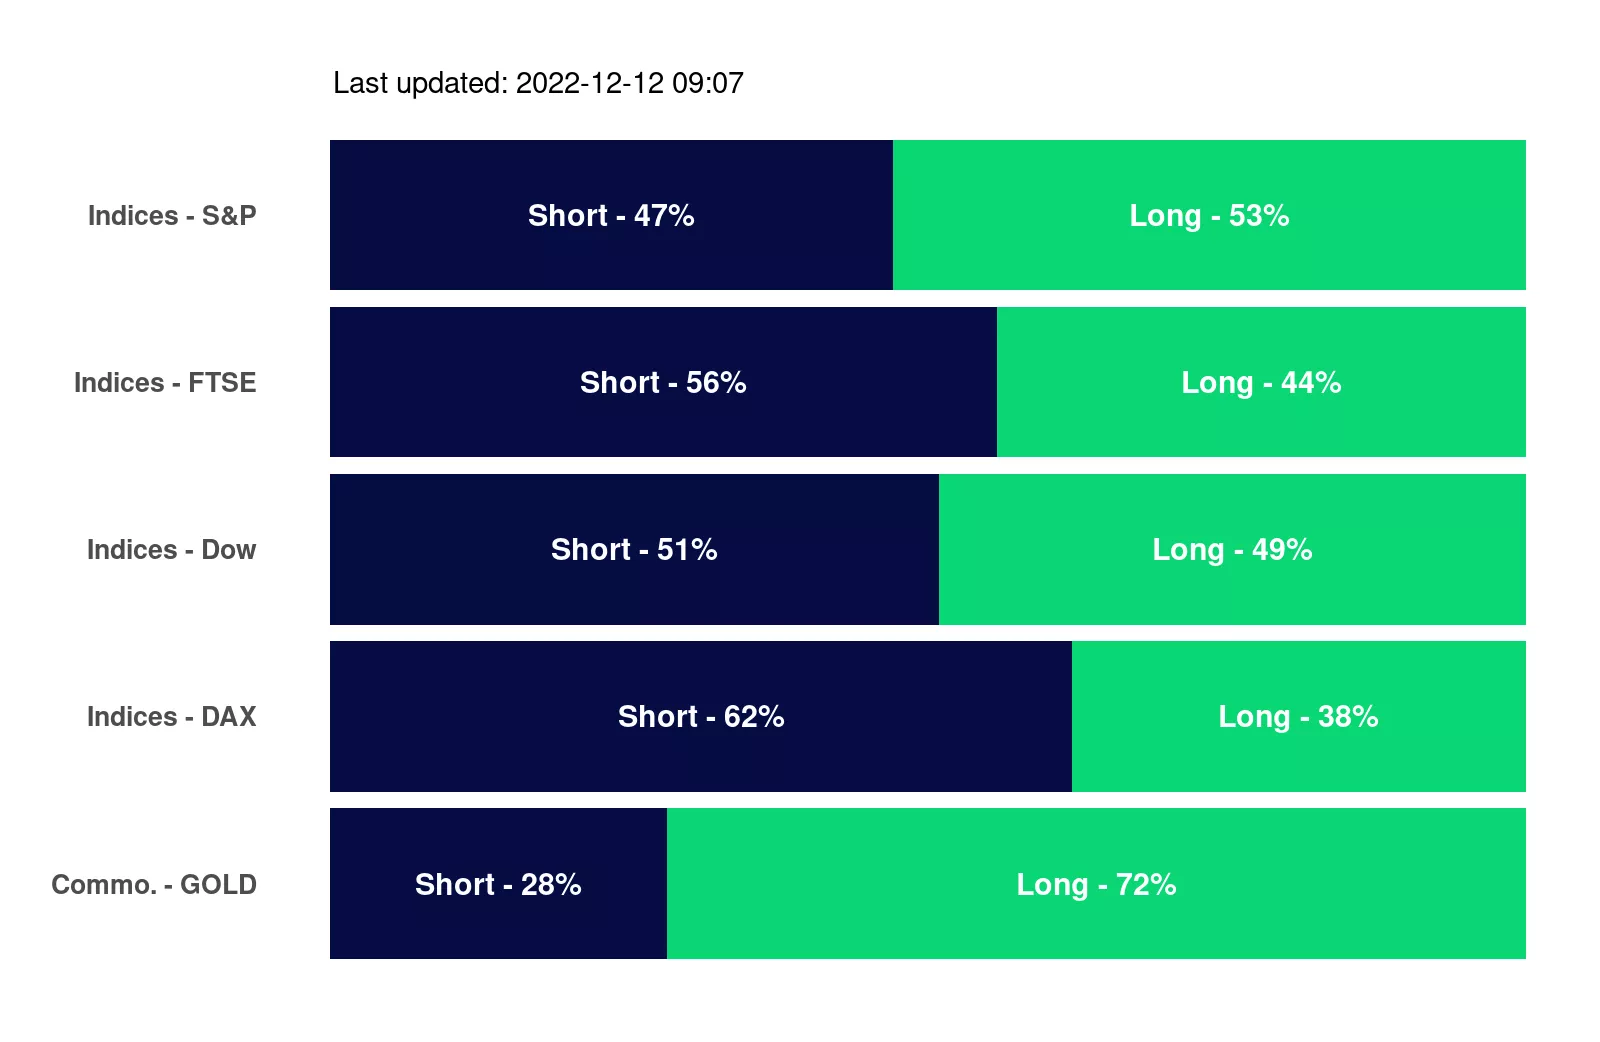 Last updated: 2022-12-12 09:07
Indices - S&P Short - 47% Long - 53%
Indices - FTSE Short - 56% Long - 44%
Indices - Dow Short - 51% Long - 49%
Indices - DAX Short - 62% Long - 38%
Commo. - GOLD Short - 28% Long - 72%